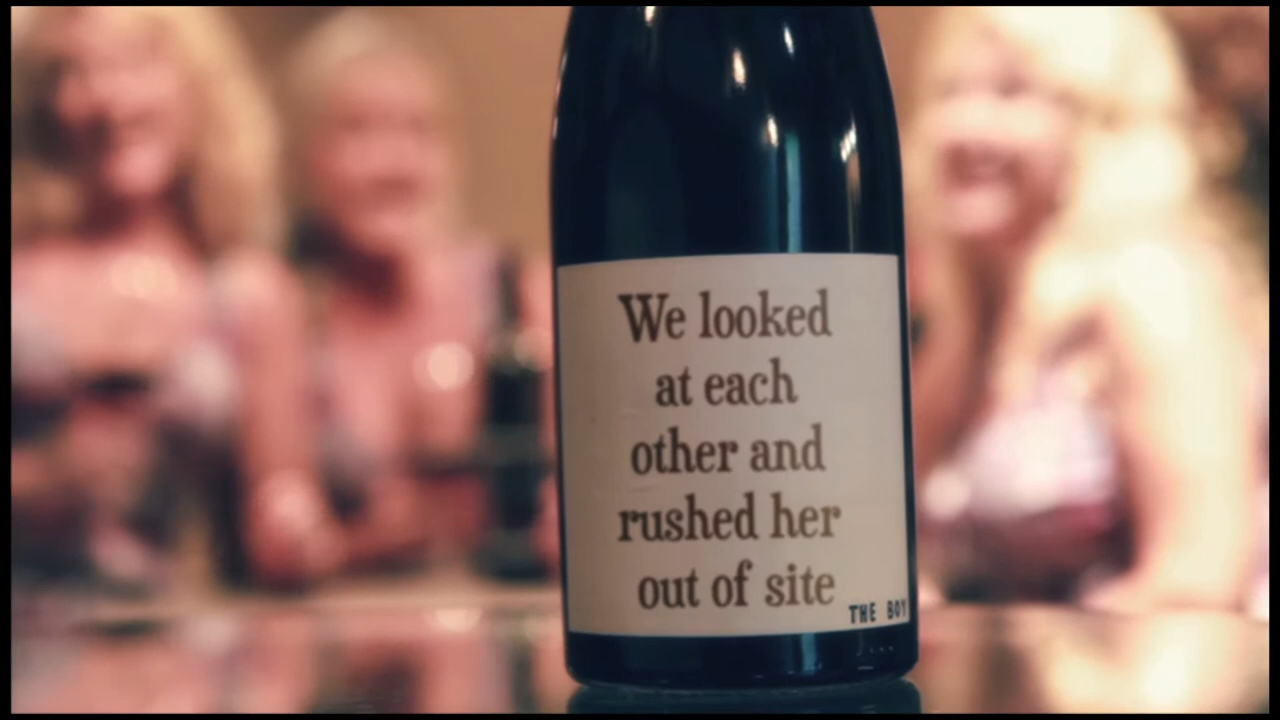 We looked
at each
other and
rushed her
out of site
THE BOY